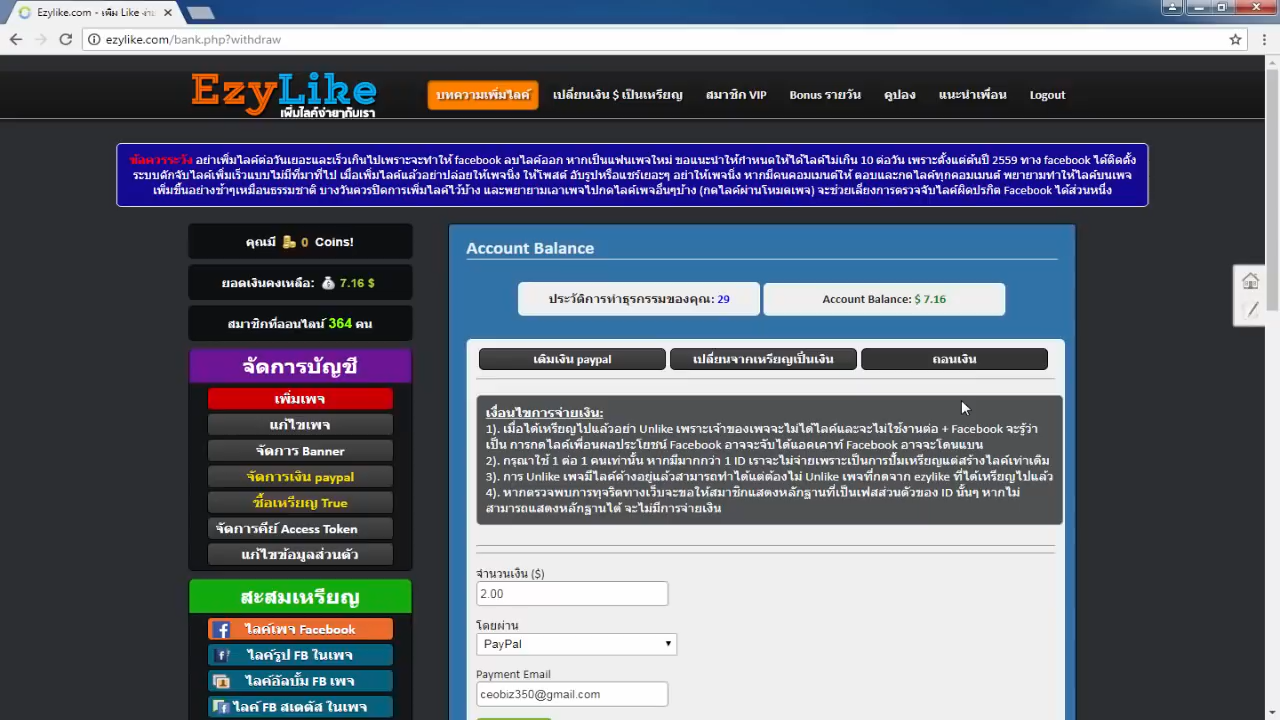 Ezylike.com - เพิ่ม Like ง่าย
ezylike.com/bank.php?withdraw
EzyLike
เพิ่มไลค์ง่ายๆกับเรา
บทความเพิ่มไลค์ เปลี่ยนเงิน $ เป็นเหรียญ สมาชิก VIP Bonus รายวัน คูปอง แนะนำเพื่อน Logout
ข้อควรระวัง อย่าเพิ่มไลค์ต่อวันเยอะและเร็วเกินไปเพราะจะทำให้ facebook ลบไลค์ออก หากเป็นแฟนเพจใหม่ ขอแนะนำให้กำหนดให้ได้ไลค์ไม่เกิน 10 ต่อวัน เพราะตั้งแต่ต้นปี 2559 ทาง facebook ได้ติดตั้ง
ระบบดักจับไลค์เพิ่มเร็วแบบไม่มีที่มาที่ไป เมื่อเพิ่มไลค์แล้วอย่าปล่อยให้เพจนิ่ง ให้โพสต์ อัปรูปหรือแชร์เยอะๆ อย่าให้เพจนิ่ง หากมีคนคอมเมนต์ให้ ตอบและกดไลค์ทุกคอมเมนต์ พยายามทำให้ไลค์บนเพจ
เพิ่มขึ้นอย่างช้าๆเหมือนธรรมชาติ บางวันควรปิดการเพิ่มไลค์ไว้บ้าง และพยายามเอาเพจไปกดไลค์เพจอื่นๆบ้าง (กดไลค์ผ่านโหมดเพจ) จะช่วยเลี่ยงการตรวจจับไลค์ผิดปรกิต Facebook ได้ส่วนหนึ่ง
คุณมี 0 Coins!
ยอดเงินคงเหลือ: 7.16 $
สมาชิกที่ออนไลน์ 364 คน
จัดการบัญชี
เพิ่มเพจ
แก้ไขเพจ
จัดการ Banner
จัดการเงิน paypal
ซื้อเหรียญ True
จัดการคีย์ Access Token
แก้ไขข้อมูลส่วนตัว
สะสมเหรียญ
ไลค์เพจ Facebook
ไลค์รูป FB ในเพจ
ไลค์อัลบั้ม FB เพจ
ไลค์ FB สเตตัส ในเพจ
Account Balance
ประวัติการทำธุรกรรมของคุณ: 29 Account Balance: $ 7.16
เติมเงิน paypal เปลี่ยนจากเหรียญเป็นเงิน ถอนเงิน
เงื่อนไขการจ่ายเงิน:
1). เมื่อได้เหรียญไปแล้วอย่า Unlike เพราะเจ้าของเพจจะไม่ได้ไลค์และจะไม่ใช้งานต่อ + Facebook จะรู้ว่า
เป็น การกดไลค์เพื่อนผลประโยชน์ Facebook อาจจะจับได้แอคเคาท์ Facebook อาจจะโดนแบน
2). กรุณาใช้ 1 ต่อ 1 คนเท่านั้น หากมีมากกว่า 1 ID เราจะไม่จ่ายเพราะเป็นการปั้มเหรียญแต่สร้างไลค์เท่าเดิม
3). การ Unlike เพจมีไลค์ค้างอยู่แล้วสามารถทำได้แต่ต้องไม่ Unlike เพจที่กดจาก ezylike ที่ได้เหรียญไปแล้ว
4). หากตรวจพบการทุจริตทางเว็บจะขอให้สมาชิกแสดงหลักฐานที่เป็นเฟสส่วนตัวของ ID นั้นๆ หากไม่
สามารถแสดงหลักฐานได้ จะไม่มีการจ่ายเงิน
จำนวนเงิน ($)
2.00
โดยผ่าน
PayPal
Payment Email
ceobiz350@gmail.com